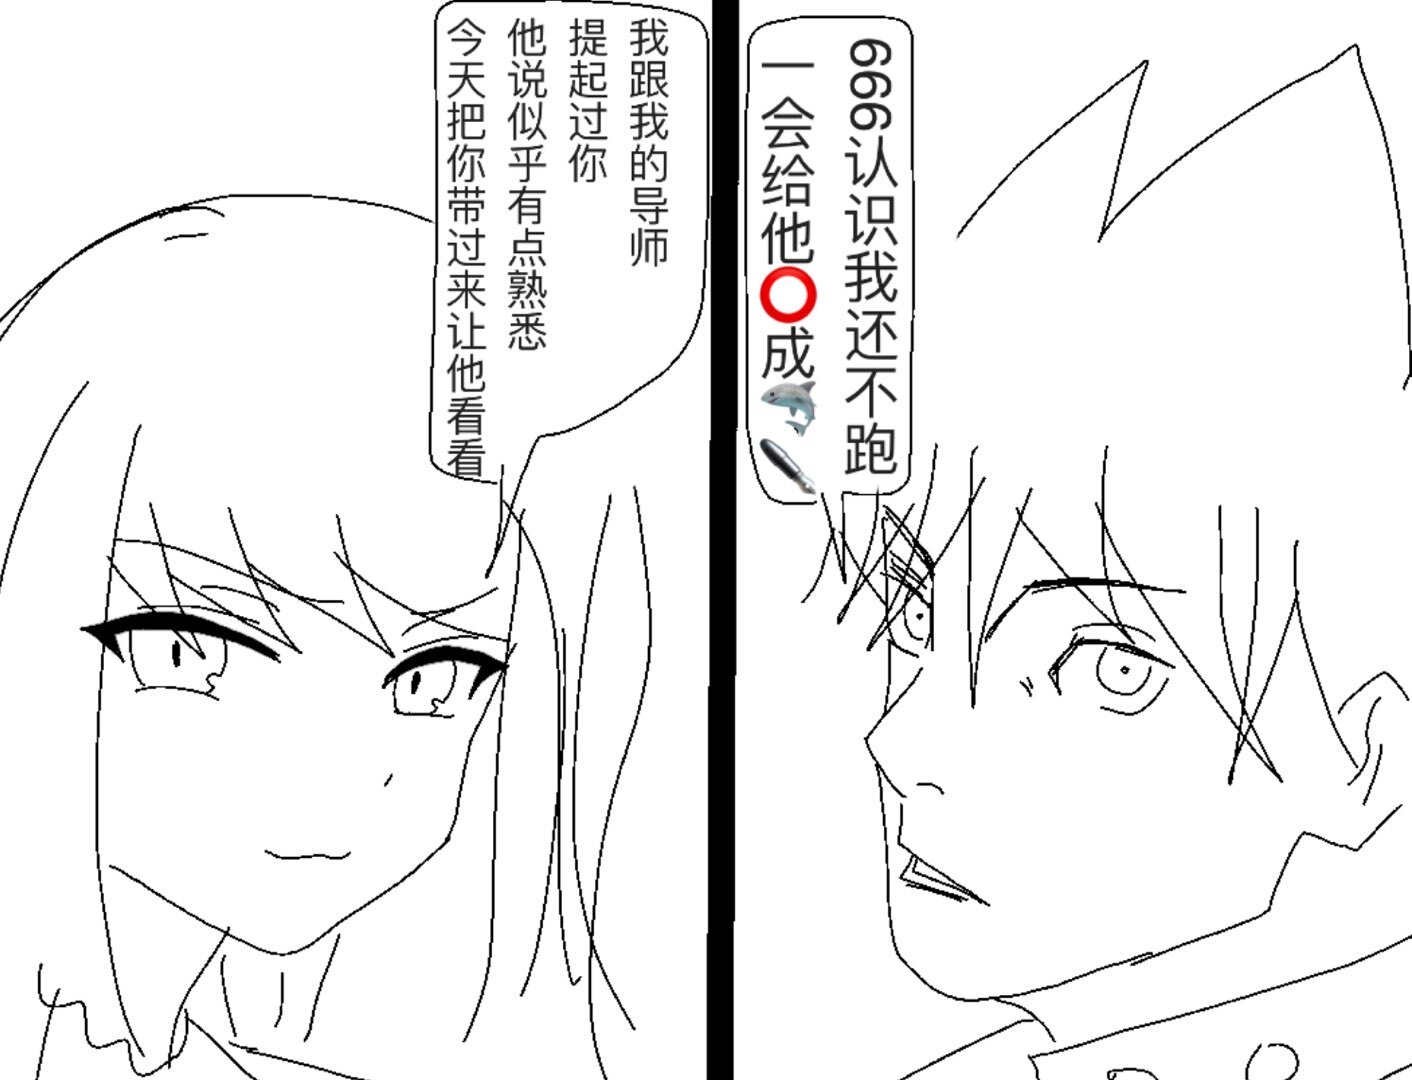 我跟我的导师
提起过你
他说似乎有点熟悉
今天把你带过来让他看看
666认识我还不跑
一会给他⭕成🦈🖋